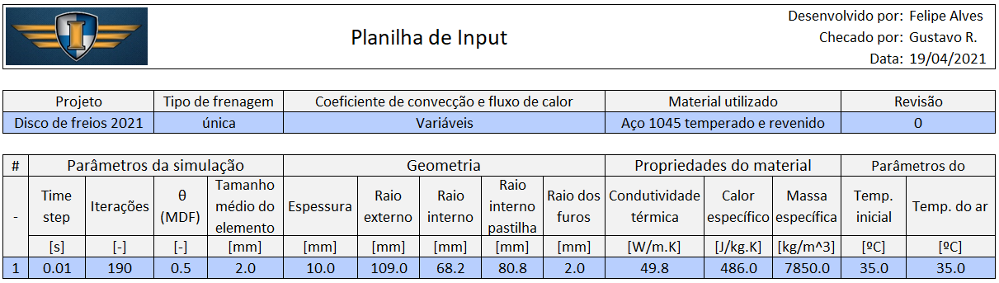 I
Planilha de Input
Desenvolvido por: Felipe Alves
Checado por: Gustavo R.
Data: 19/04/2021
Projeto Tipo de frenagem Coeficiente de convecção e fluxo de calor Material utilizado Revisão
Disco de freios 2021 única Variáveis Aço 1045 temperado e revenido 0
# Parâmetros da simulação Geometria Propriedades do material Parâmetros do
- Time step Iterações θ (MDF) Tamanho médio do elemento Espessura Raio externo Raio interno Raio interno pastilha Raio dos furos Condutividade térmica Calor específico Massa específica Temp. inicial Temp. do ar
[s] [-] [-] [mm] [mm] [mm] [mm] [mm] [mm] [W/m.K] [J/kg.K] [kg/m^3] [ºC] [ºC]
1 0.01 190 0.5 2.0 10.0 109.0 68.2 80.8 2.0 49.8 486.0 7850.0 35.0 35.0